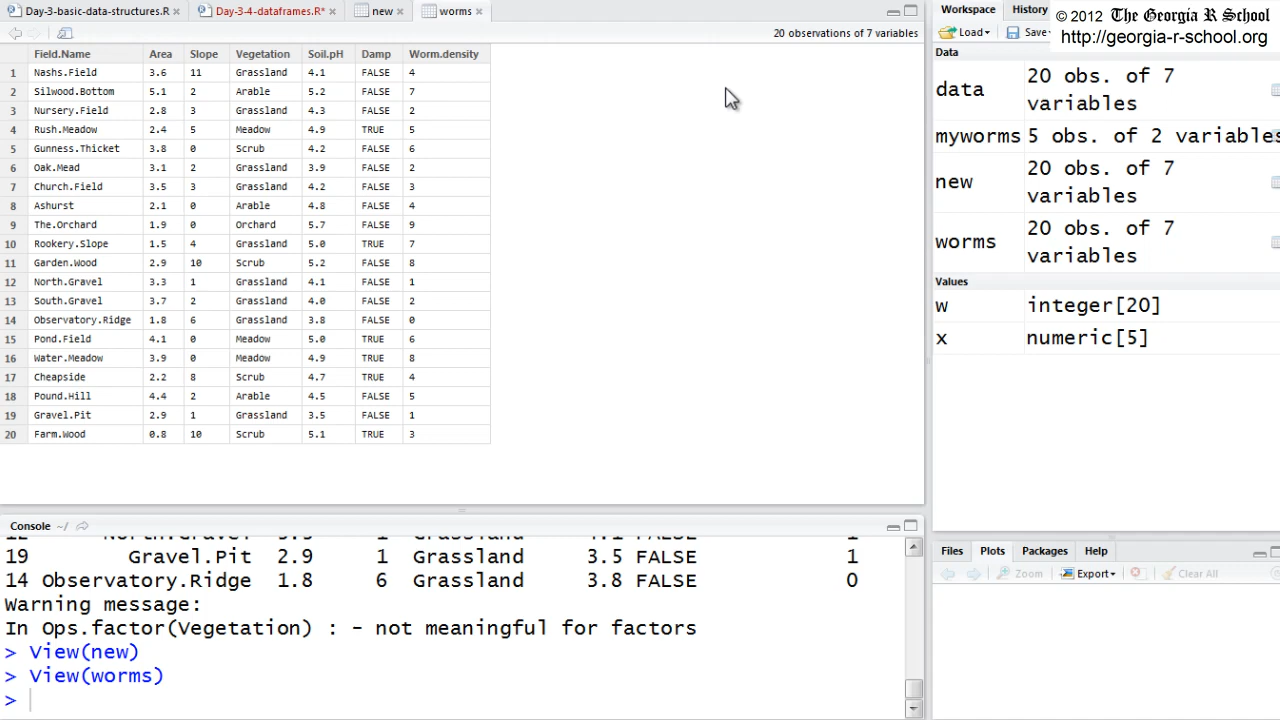 Day-3-basic-data-structures.R × Day-3-4-dataframes.R* × new × worms ×
20 observations of 7 variables
Field.Name Area Slope Vegetation Soil.pH Damp Worm.density
1 Nashs.Field 3.6 11 Grassland 4.1 FALSE 4
2 Silwood.Bottom 5.1 2 Arable 5.2 FALSE 7
3 Nursery.Field 2.8 3 Grassland 4.3 FALSE 2
4 Rush.Meadow 2.4 5 Meadow 4.9 TRUE 5
5 Gunness.Thicket 3.8 0 Scrub 4.2 FALSE 6
6 Oak.Mead 3.1 2 Grassland 3.9 FALSE 2
7 Church.Field 3.5 3 Grassland 4.2 FALSE 3
8 Ashurst 2.1 0 Arable 4.8 FALSE 4
9 The.Orchard 1.9 0 Orchard 5.7 FALSE 9
10 Rookery.Slope 1.5 4 Grassland 5.0 TRUE 7
11 Garden.Wood 2.9 10 Scrub 5.2 FALSE 8
12 North.Gravel 3.3 1 Grassland 4.1 FALSE 1
13 South.Gravel 3.7 2 Grassland 4.0 FALSE 2
14 Observatory.Ridge 1.8 6 Grassland 3.8 FALSE 0
15 Pond.Field 4.1 0 Meadow 5.0 TRUE 6
16 Water.Meadow 3.9 0 Meadow 4.9 TRUE 8
17 Cheapside 2.2 8 Scrub 4.7 TRUE 4
18 Pound.Hill 4.4 2 Arable 4.5 FALSE 5
19 Gravel.Pit 2.9 1 Grassland 3.5 FALSE 1
20 Farm.Wood 0.8 10 Scrub 5.1 TRUE 3
Console ~/
19 Gravel.Pit 2.9 1 Grassland 3.5 FALSE 1
14 Observatory.Ridge 1.8 6 Grassland 3.8 FALSE 0
Warning message:
In Ops.factor(Vegetation) : - not meaningful for factors
> View(new)
> View(worms)
>
Workspace History
© 2012 The Georgia R School
http://georgia-r-school.org
Load Save
Data
data 20 obs. of 7 variables
myworms 5 obs. of 2 variables
new 20 obs. of 7 variables
worms 20 obs. of 7 variables
Values
w integer[20]
x numeric[5]
Files Plots Packages Help
Zoom Export Clear All